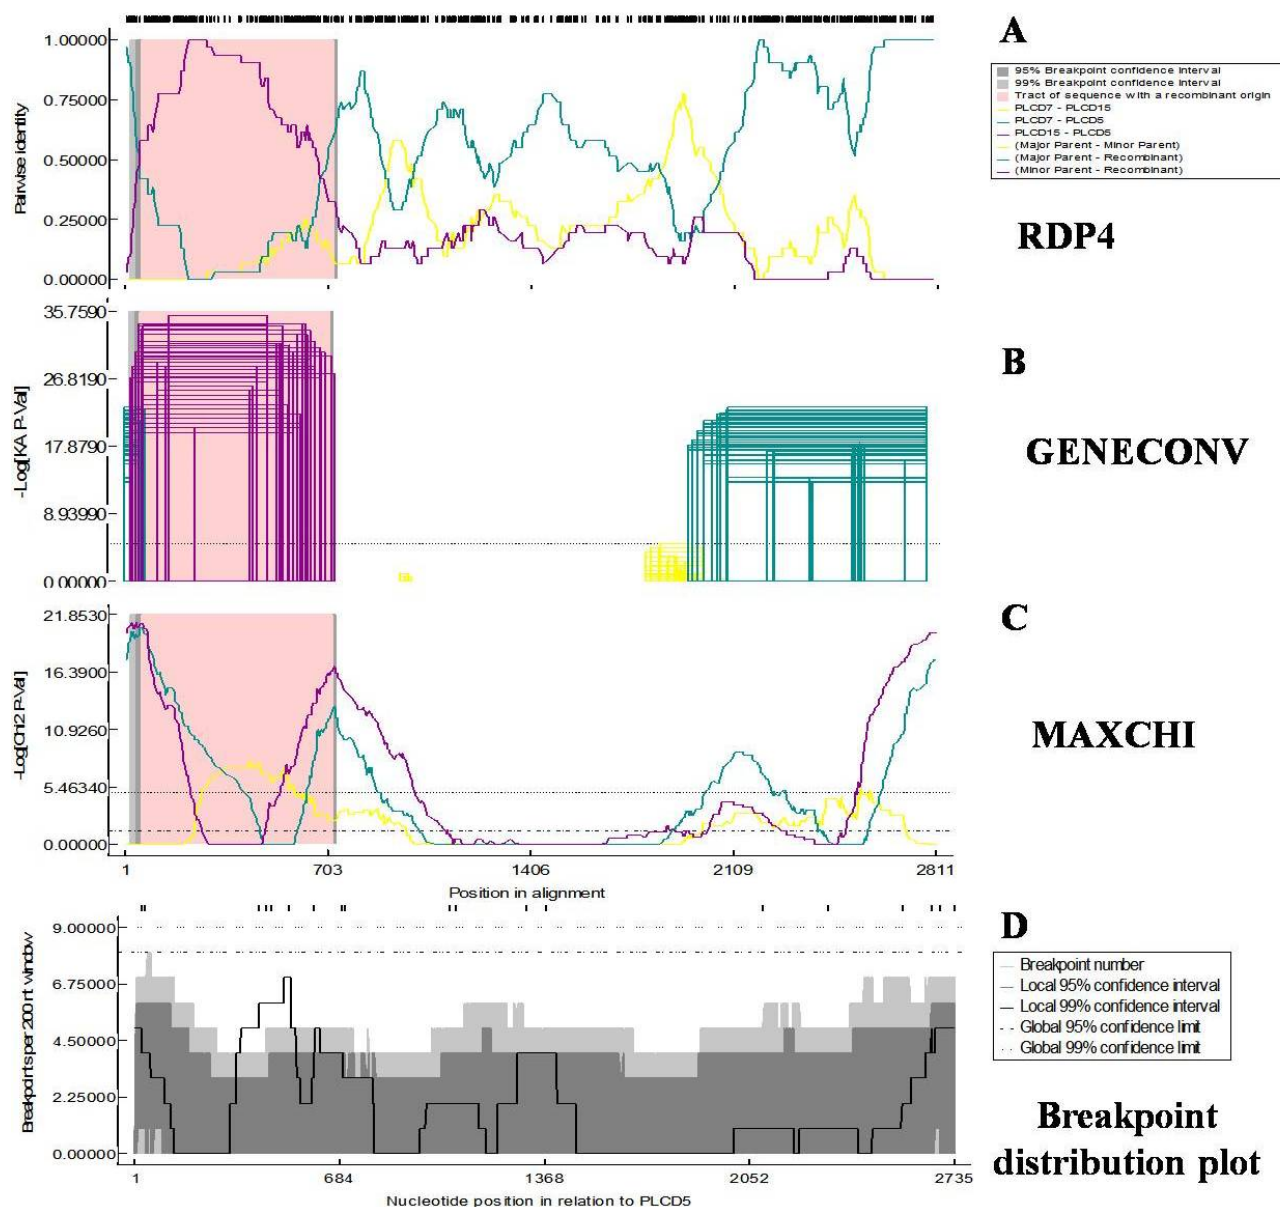 A
1.00000
0.75000
0.50000
0.25000
0.00000
Pairwise identity
95% Breakpoint confidence interval
99% Breakpoint confidence interval
Tract of sequence with a recombinant origin
PLCD7 - PLCD15
PLCD7 - PLCD5
PLCD15 - PLCD5
(Major Parent - Minor Parent)
(Major Parent - Recombinant)
(Minor Parent - Recombinant)
RDP4
B
35.7590
26.8190
17.8790
8.93990
0.00000
-Log[KA P-Val]
GENECONV
C
21.8530
16.3900
10.9260
5.46340
0.00000
-Log[Chi2 P-Val]
MAXCHI
1 703 1406 2109 2811
Position in alignment
D
9.00000
6.75000
4.50000
2.25000
0.00000
Breakpoints per 200 nt window
Breakpoint number
Local 95% confidence interval
Local 99% confidence interval
Global 95% confidence limit
Global 99% confidence limit
Breakpoint
distribution plot
1 684 1368 2052 2735
Nucleotide position in relation to PLCD5